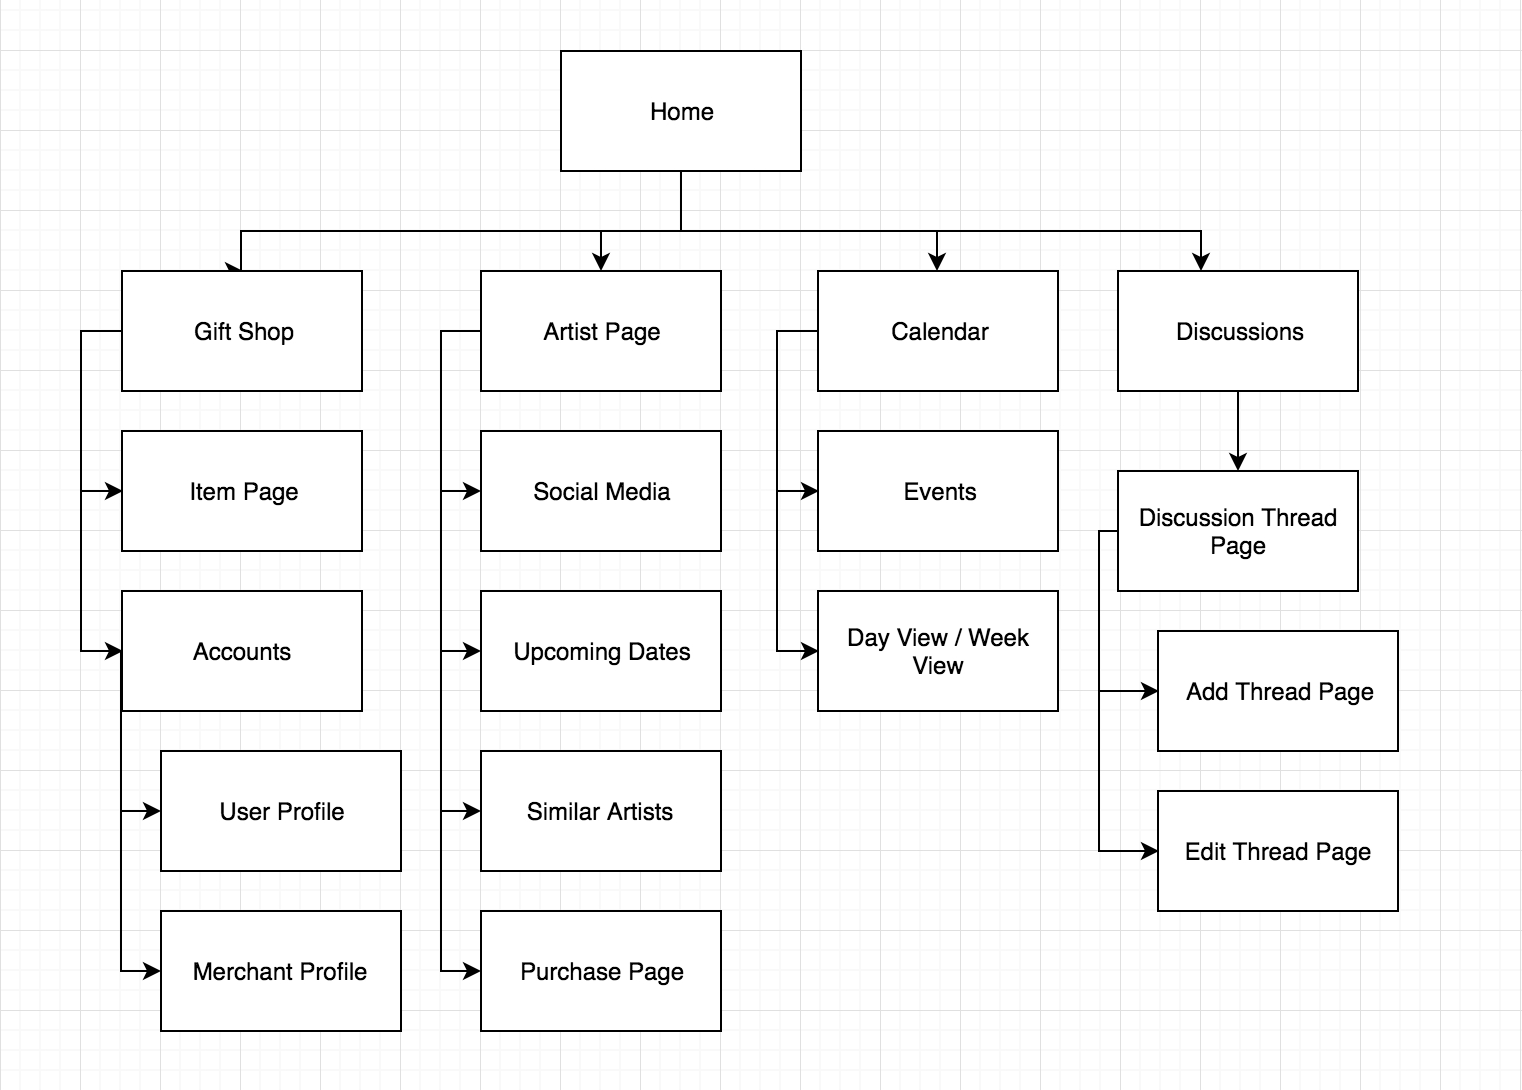 Home
Gift Shop
Artist Page
Calendar
Discussions
Item Page
Social Media
Events
Discussion Thread
Page
Accounts
Upcoming Dates
Day View / Week
View
Add Thread Page
User Profile
Similar Artists
Edit Thread Page
Merchant Profile
Purchase Page